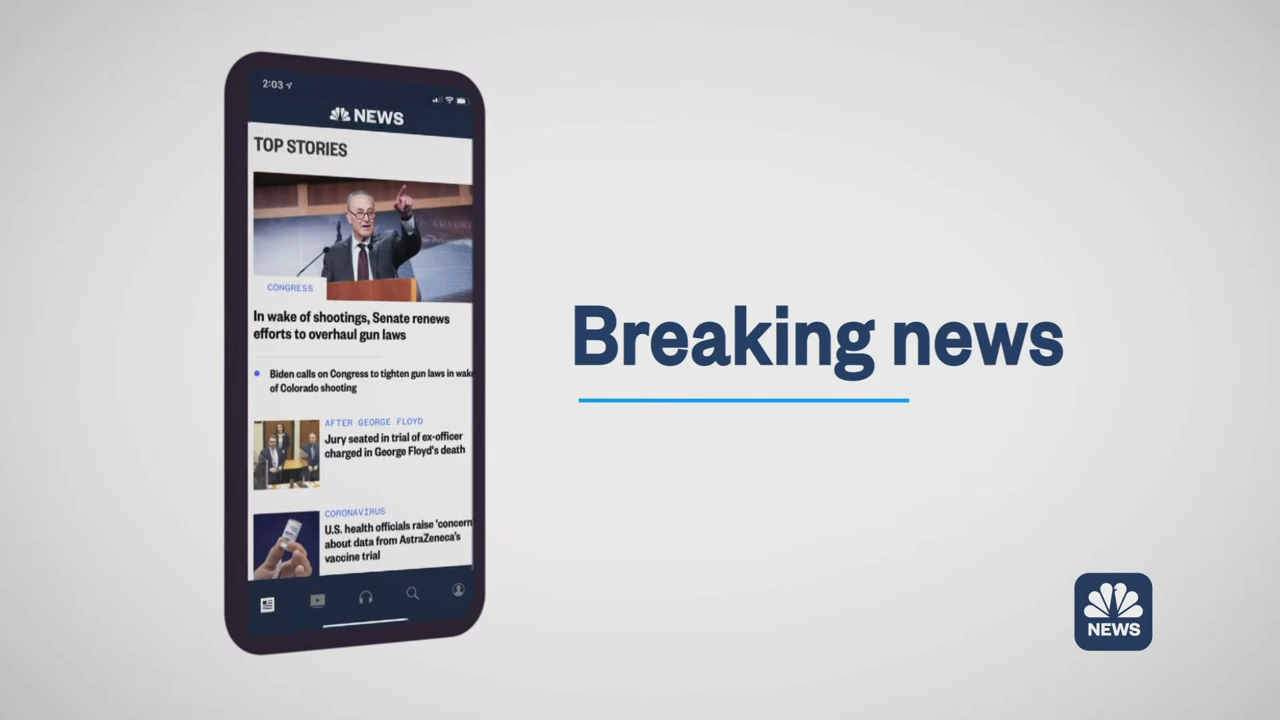 2:03
NEWS
TOP STORIES
CONGRESS
In wake of shootings, Senate renews
efforts to overhaul gun laws
Biden calls on Congress to tighten gun laws in wake
of Colorado shooting
AFTER GEORGE FLOYD
Jury seated in trial of ex-officer
charged in George Floyd's death
CORONAVIRUS
U.S. health officials raise 'concern
about data from AstraZeneca's
vaccine trial
Breaking news
NEWS